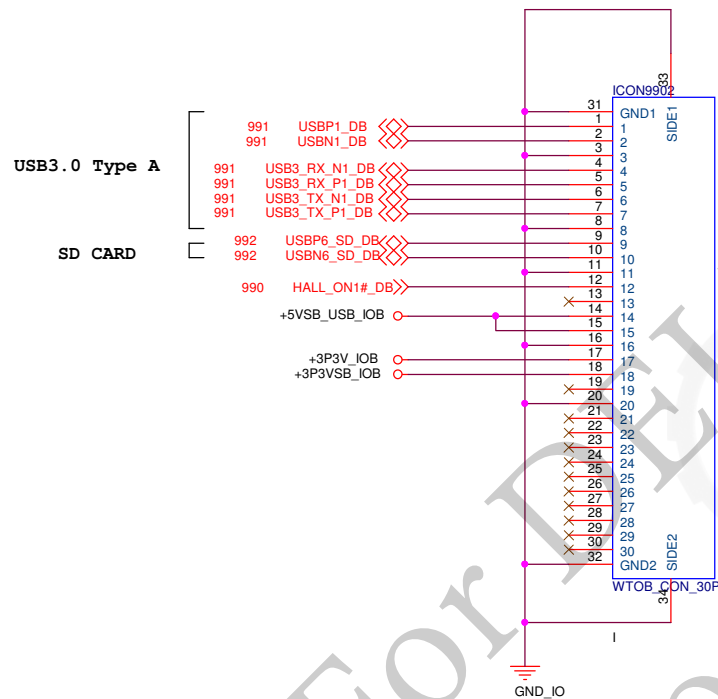 33
ICON9902
31 GND1 SIDE1
991 USBP1_DB 1 1
991 USBN1_DB 2 2
3 3
USB3.0 Type A
991 USB3_RX_N1_DB 4 4
991 USB3_RX_P1_DB 5 5
991 USB3_TX_N1_DB 6 6
991 USB3_TX_P1_DB 7 7
8 8
SD CARD
992 USBP6_SD_DB 9 9
992 USBN6_SD_DB 10 10
11 11
990 HALL_ON1#_DB 12 12
13 13
+5VSB_USB_IOB 14 14
15 15
16 16
+3P3V_IOB 17 17
+3P3VSB_IOB 18 18
19 19
20 20
21 21
22 22
23 23
24 24
25 25
26 26
27 27
28 28
29 29
30 30
32 GND2 SIDE2
WTOB_CON_30P
34
I
GND_IO
For DEL